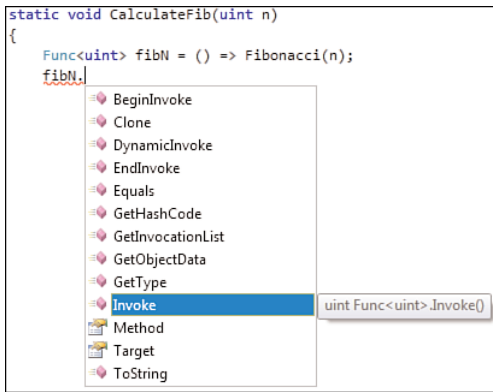 static void CalculateFib(uint n)
{
Func<uint> fibN = () => Fibonacci(n);
fibN.
BeginInvoke
Clone
DynamicInvoke
EndInvoke
Equals
GetHashCode
GetInvocationList
GetObjectData
GetType
Invoke uint Func<uint>.Invoke()
Method
Target
ToString